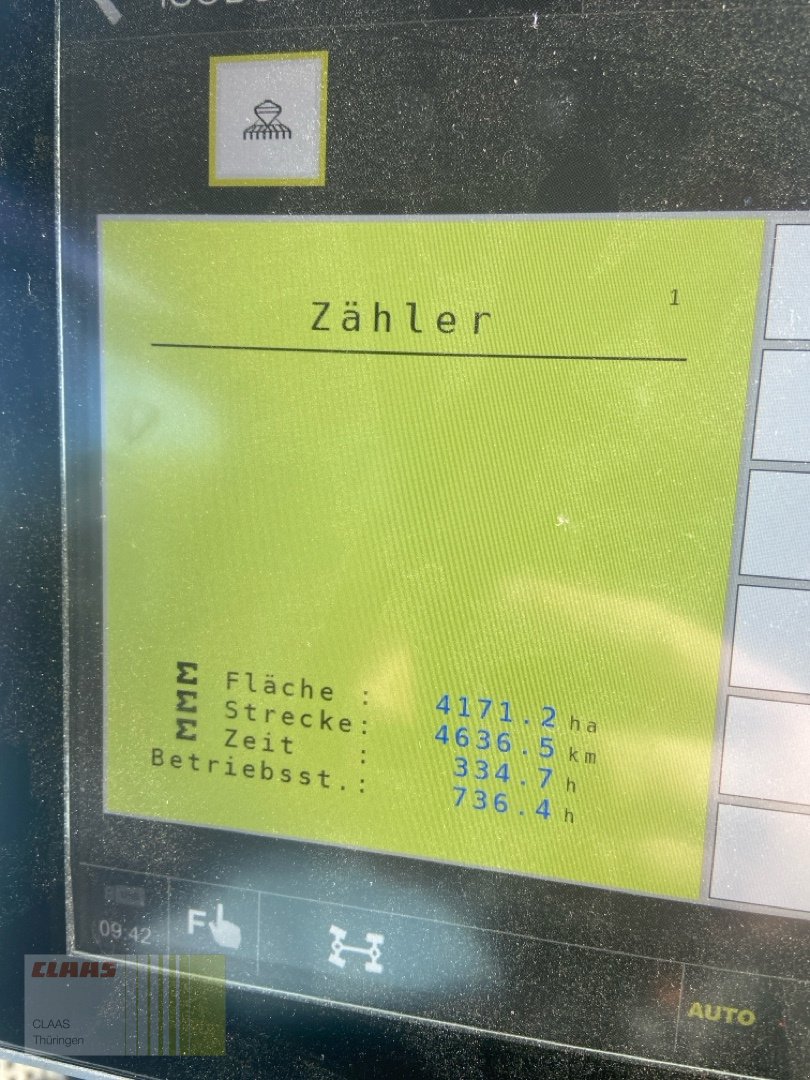 Zähler
1
Σ Fläche : 4171.2 ha
Σ Strecke: 4636.5 km
Σ Zeit : 334.7 h
Betriebsst.: 736.4 h
09:42
F
AUTO
CLAAS
CLAAS
Thüringen